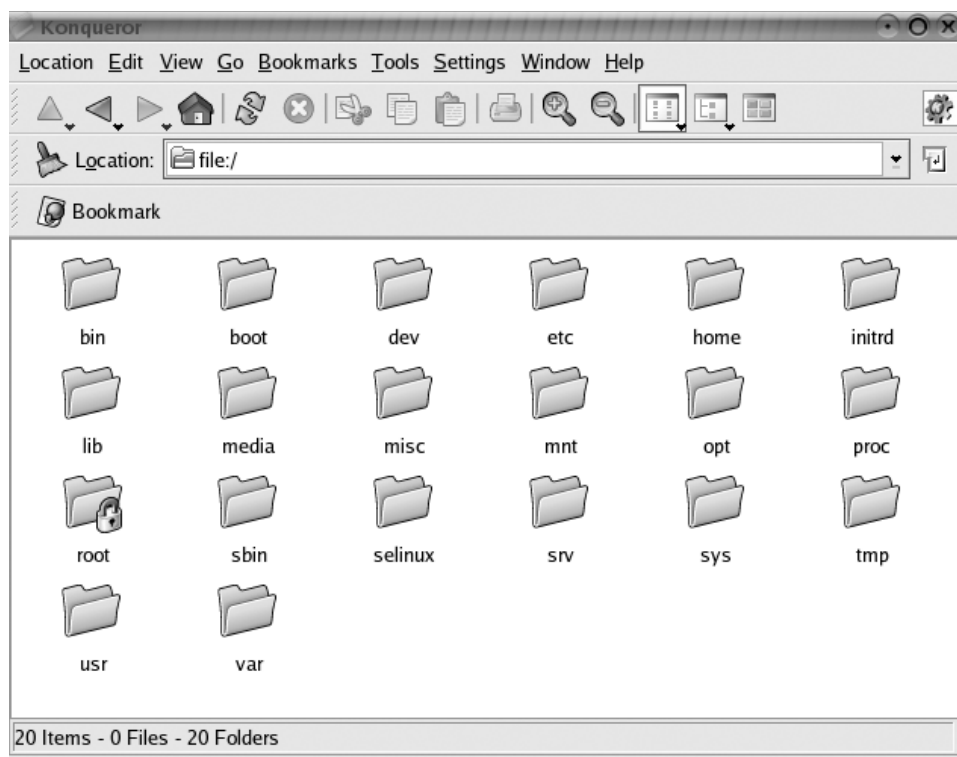 Konqueror
Location Edit View Go Bookmarks Tools Settings Window Help
Location: file:/
Bookmark
bin boot dev etc home initrd
lib media misc mnt opt proc
root sbin selinux srv sys tmp
usr var
20 Items - 0 Files - 20 Folders